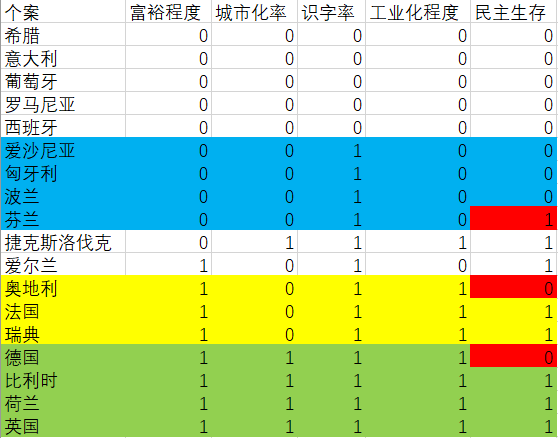 个案 富裕程度 城市化率 识字率 工业化程度 民主生存
希腊 0 0 0 0 0
意大利 0 0 0 0 0
葡萄牙 0 0 0 0 0
罗马尼亚 0 0 0 0 0
西班牙 0 0 0 0 0
爱沙尼亚 0 0 1 0 0
匈牙利 0 0 1 0 0
波兰 0 0 1 0 0
芬兰 0 0 1 0 1
捷克斯洛伐克 0 1 1 1 1
爱尔兰 1 0 1 0 1
奥地利 1 0 1 1 0
法国 1 0 1 1 1
瑞典 1 0 1 1 1
德国 1 1 1 1 0
比利时 1 1 1 1 1
荷兰 1 1 1 1 1
英国 1 1 1 1 1